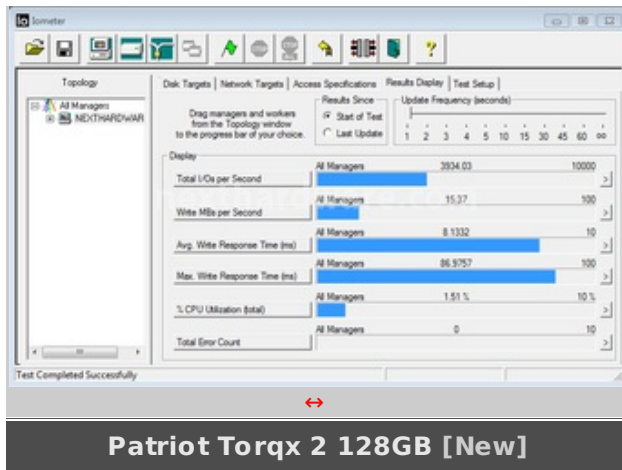 Iometer
Topology
All Managers
NEXTHARDWAR
Disk Targets Network Targets Access Specifications Results Display Test Setup
Drag managers and workers
from the Topology window
to the progress bar of your choice.
Results Since
Start of Test
Last Update
Update Frequency (seconds)
1 2 3 4 5 10 15 30 45 60 ∞
Display
All Managers 3934.03 10000
Total I/Os per Second
All Managers 15.37 100
Write MBs per Second
All Managers 8.1332 10
Avg. Write Response Time (ms)
All Managers 86.9757 100
Max. Write Response Time (ms)
All Managers 1.51 % 10 %
% CPU Utilization (total)
All Managers 0 10
Total Error Count
Test Completed Successfully
Patriot Torqx 2 128GB [New]